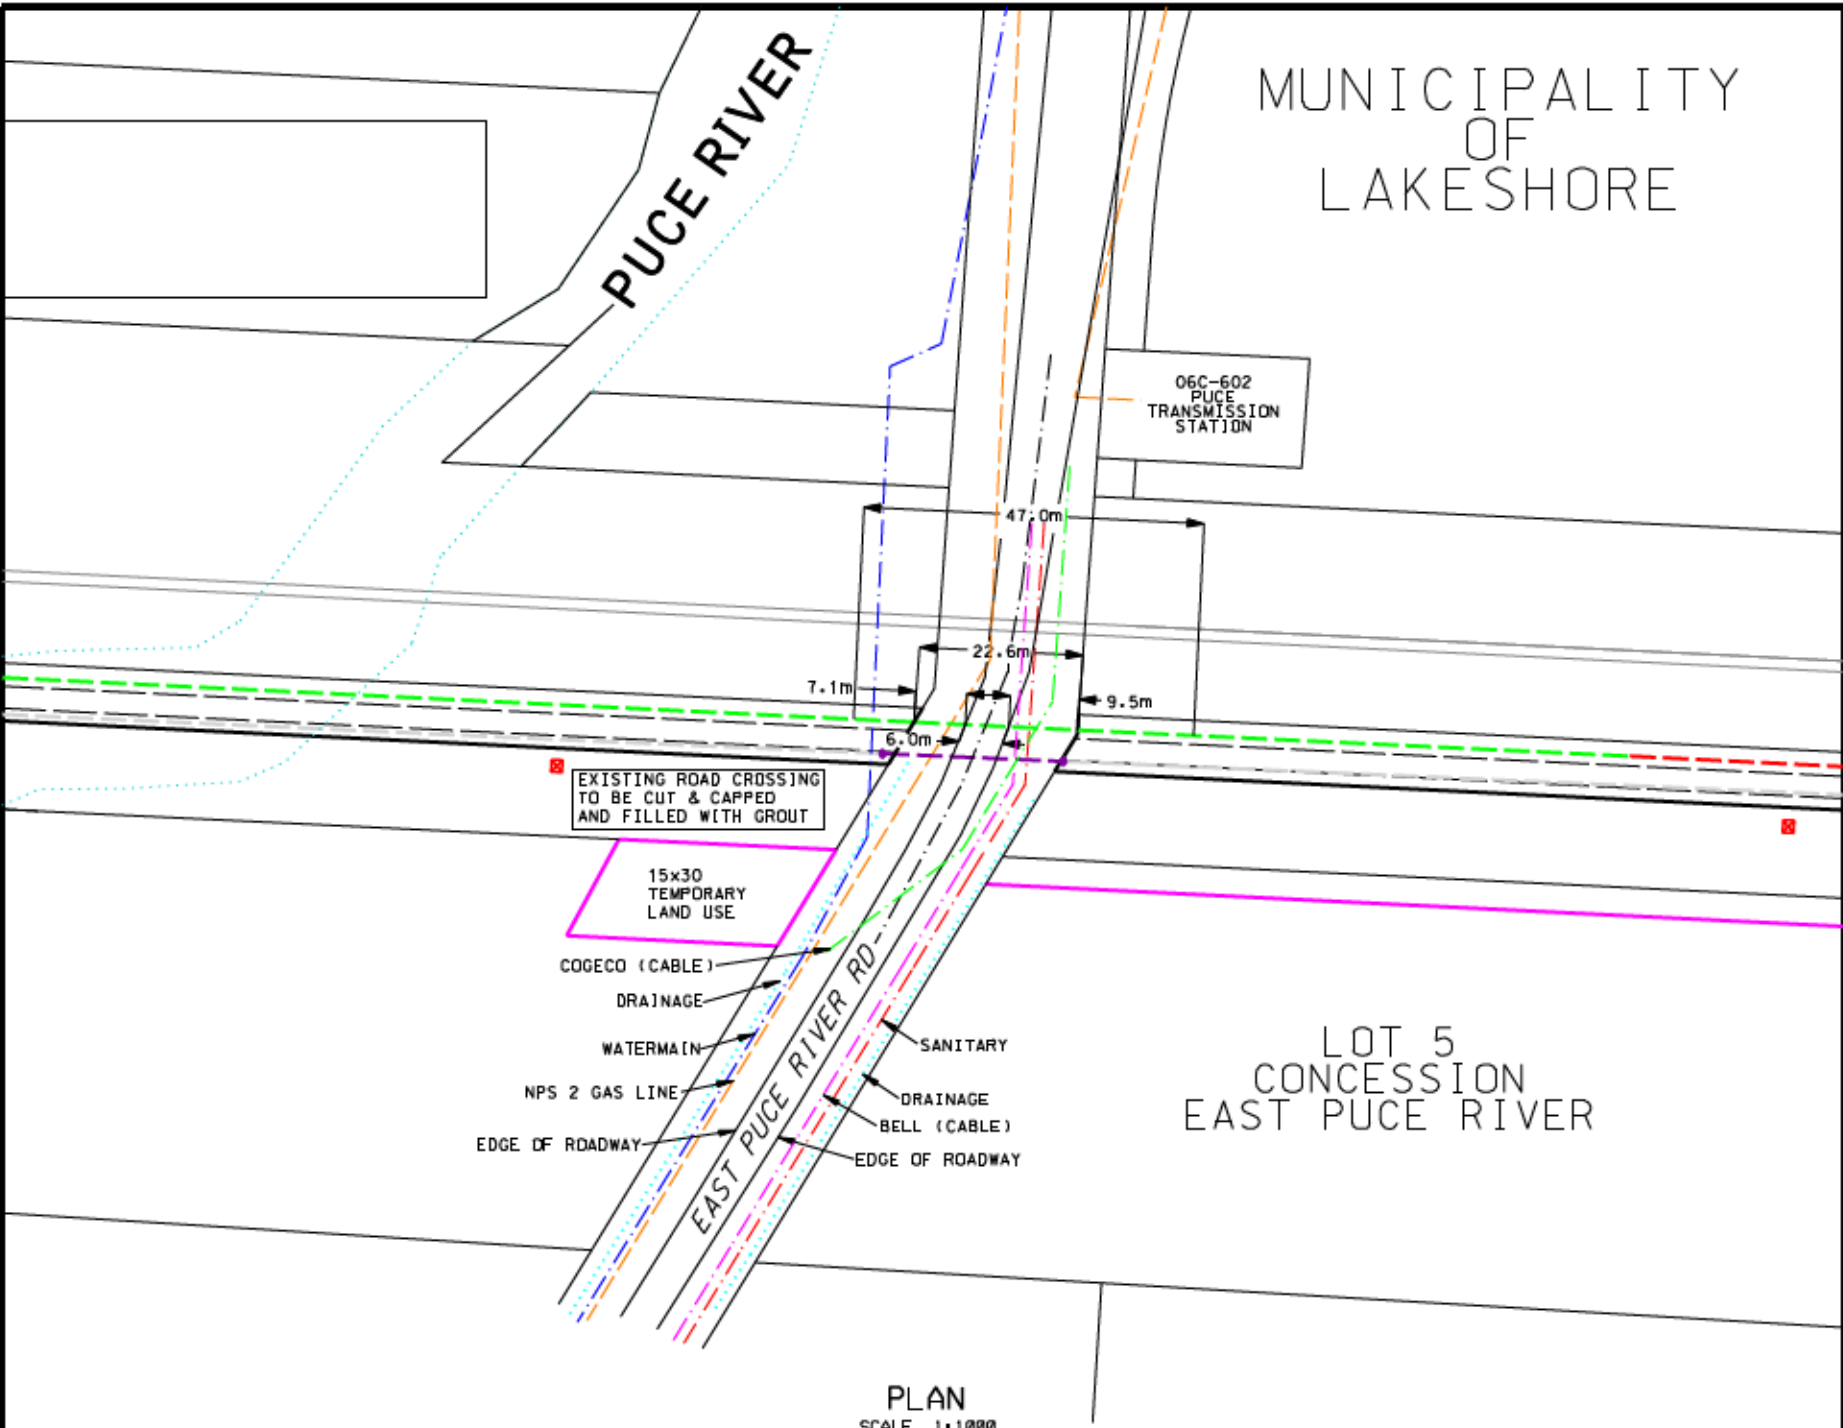 PUCE RIVER
MUNICIPALITY
OF
LAKESHORE
06C-602
PUCE
TRANSMISSION
STATION
47.0m
22.6m
7.1m
9.5m
6.0m
EXISTING ROAD CROSSING
TO BE CUT & CAPPED
AND FILLED WITH GROUT
15x30
TEMPORARY
LAND USE
COGECO (CABLE)
DRAINAGE
WATERMAIN
NPS 2 GAS LINE
EDGE OF ROADWAY
EAST PUCE RIVER RD
SANITARY
DRAINAGE
BELL (CABLE)
EDGE OF ROADWAY
LOT 5
CONCESSION
EAST PUCE RIVER
PLAN
SCALE 1:1000